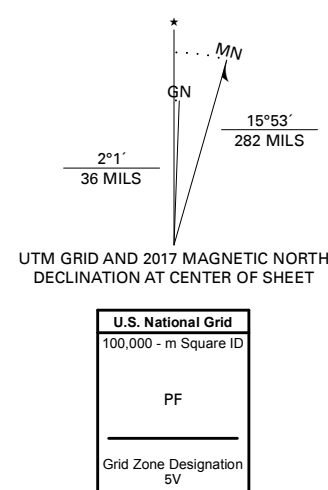 ★
MN
GN
15°53´
282 MILS
2°1´
36 MILS
UTM GRID AND 2017 MAGNETIC NORTH
DECLINATION AT CENTER OF SHEET
U.S. National Grid
100,000 - m Square ID
PF
Grid Zone Designation
5V